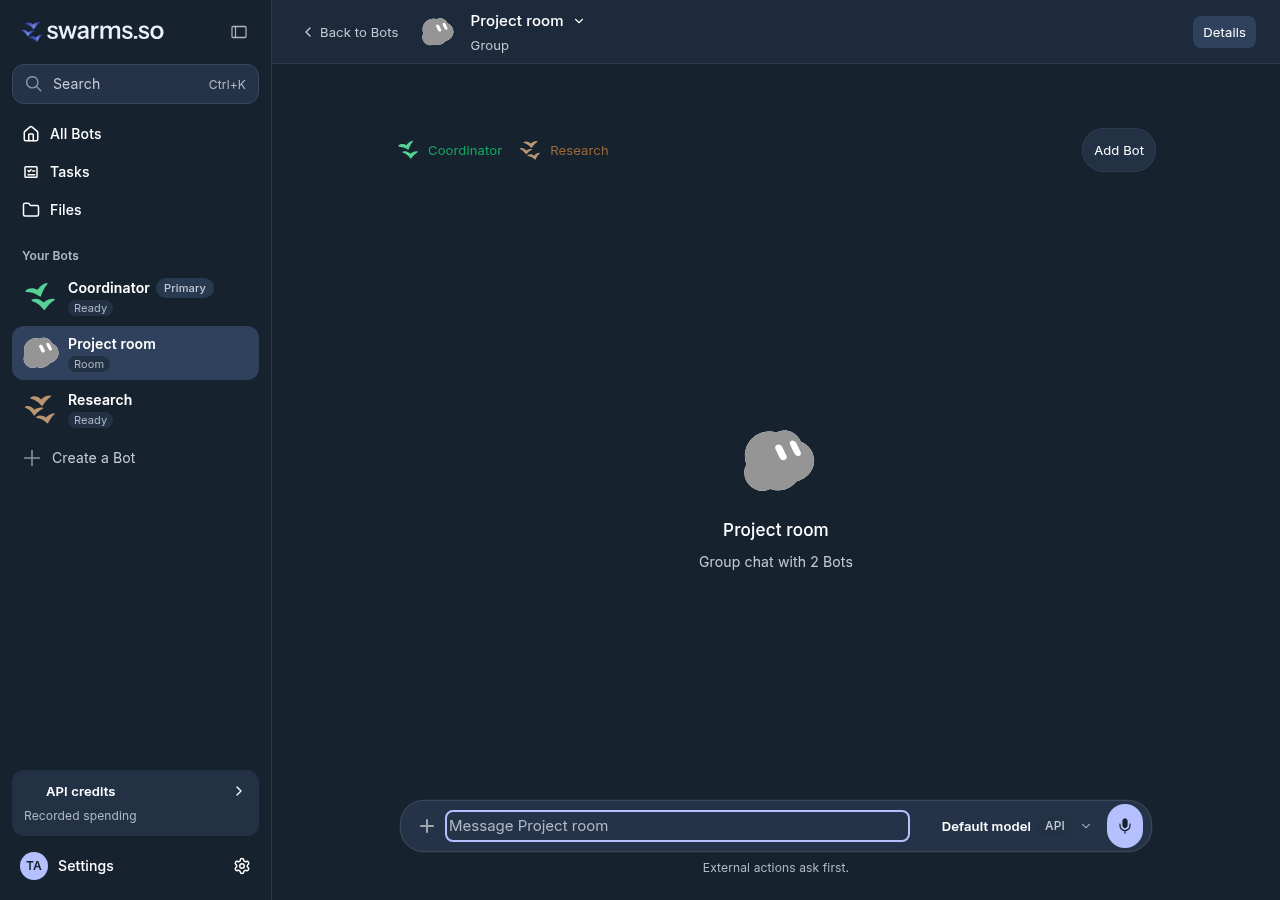 swarms.so
Search Ctrl+K
All Bots
Tasks
Files
Your Bots
Coordinator Primary
Ready
Project room
Room
Research
Ready
Create a Bot
API credits
Recorded spending
TA Settings
Back to Bots
Project room
Group
Details
Coordinator Research Add Bot
Project room
Group chat with 2 Bots
Message Project room Default model API
External actions ask first.